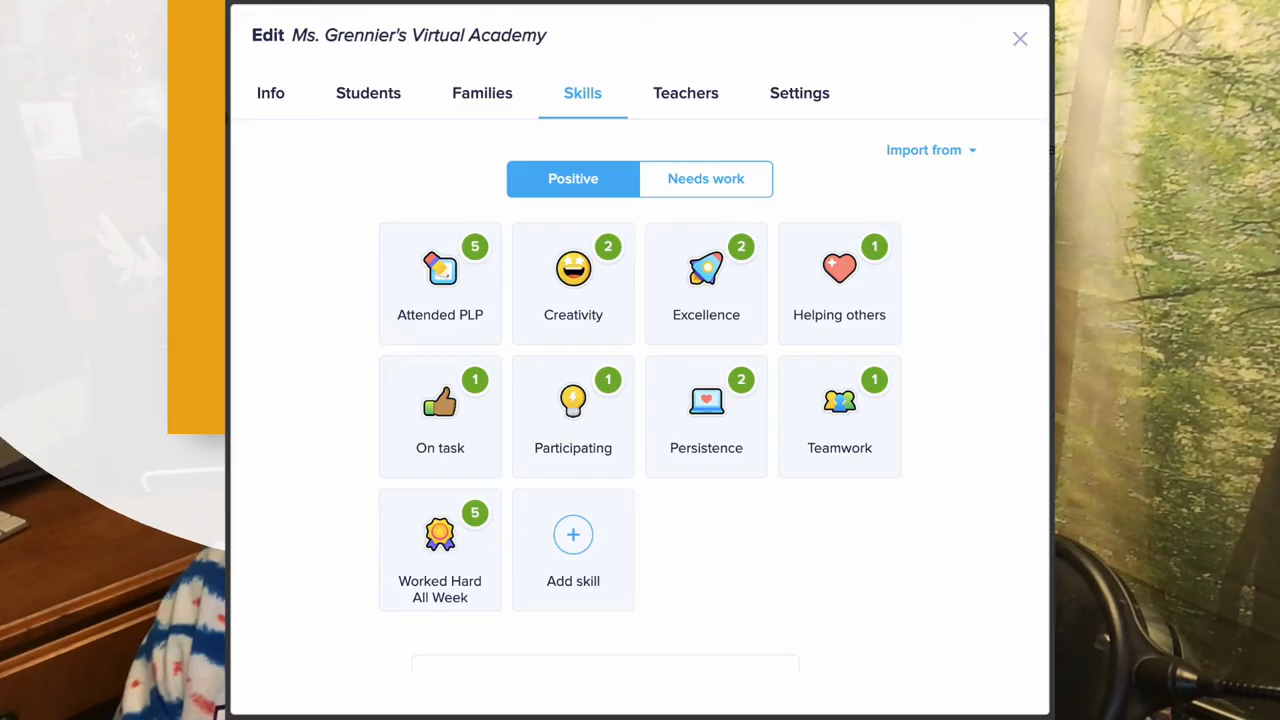 Edit Ms. Grennier's Virtual Academy
Info Students Families Skills Teachers Settings
Import from
Positive Needs work
5 2 2 1
Attended PLP Creativity Excellence Helping others
1 1 2 1
On task Participating Persistence Teamwork
5
Worked Hard
All Week
Add skill